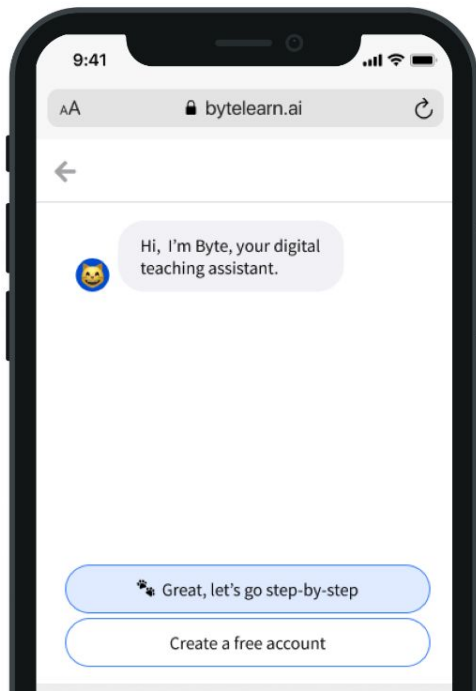 9:41
AA bytelearn.ai
Hi, I’m Byte, your digital
teaching assistant.
Great, let’s go step-by-step
Create a free account